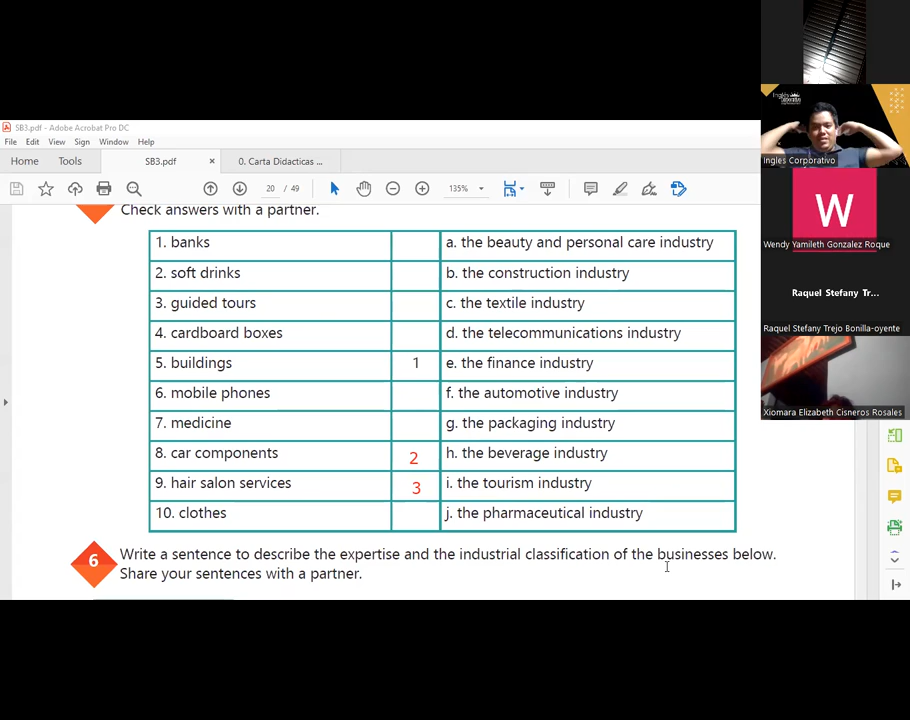 SB3.pdf - Adobe Acrobat Pro DC
File Edit View Sign Window Help
Home Tools SB3.pdf × 0. Carta Didacticas ...
20 / 49 135%
Check answers with a partner.
1. banks a. the beauty and personal care industry
2. soft drinks b. the construction industry
3. guided tours c. the textile industry
4. cardboard boxes d. the telecommunications industry
5. buildings 1 e. the finance industry
6. mobile phones f. the automotive industry
7. medicine g. the packaging industry
8. car components 2 h. the beverage industry
9. hair salon services 3 i. the tourism industry
10. clothes j. the pharmaceutical industry
6 Write a sentence to describe the expertise and the industrial classification of the businesses below.
Share your sentences with a partner.
Inglés
Ingles Corporativo
W
Wendy Yamileth Gonzalez Roque
Raquel Stefany Tr...
Raquel Stefany Trejo Bonilla-oyente
Xiomara Elizabeth Cisneros Rosales